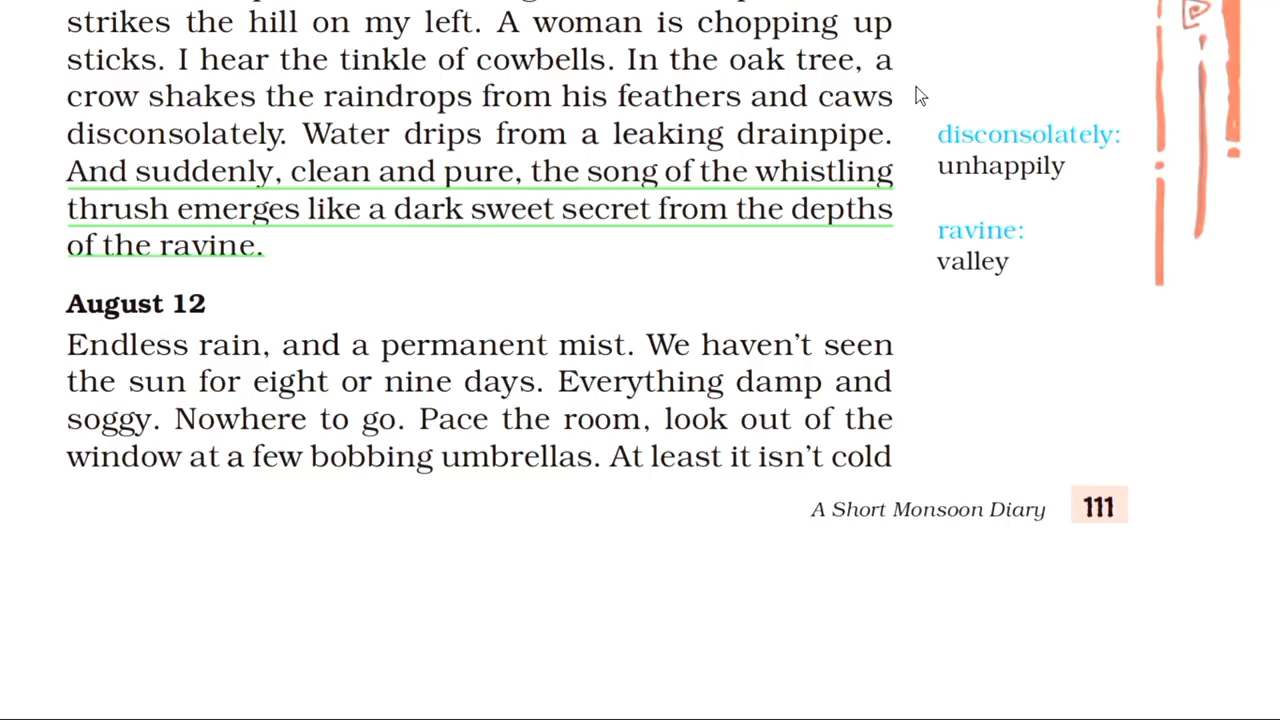 strikes the hill on my left. A woman is chopping up
sticks. I hear the tinkle of cowbells. In the oak tree, a
crow shakes the raindrops from his feathers and caws
disconsolately. Water drips from a leaking drainpipe.
And suddenly, clean and pure, the song of the whistling
thrush emerges like a dark sweet secret from the depths
of the ravine.
disconsolately:
unhappily
ravine:
valley
August 12
Endless rain, and a permanent mist. We haven't seen
the sun for eight or nine days. Everything damp and
soggy. Nowhere to go. Pace the room, look out of the
window at a few bobbing umbrellas. At least it isn't cold
A Short Monsoon Diary 111